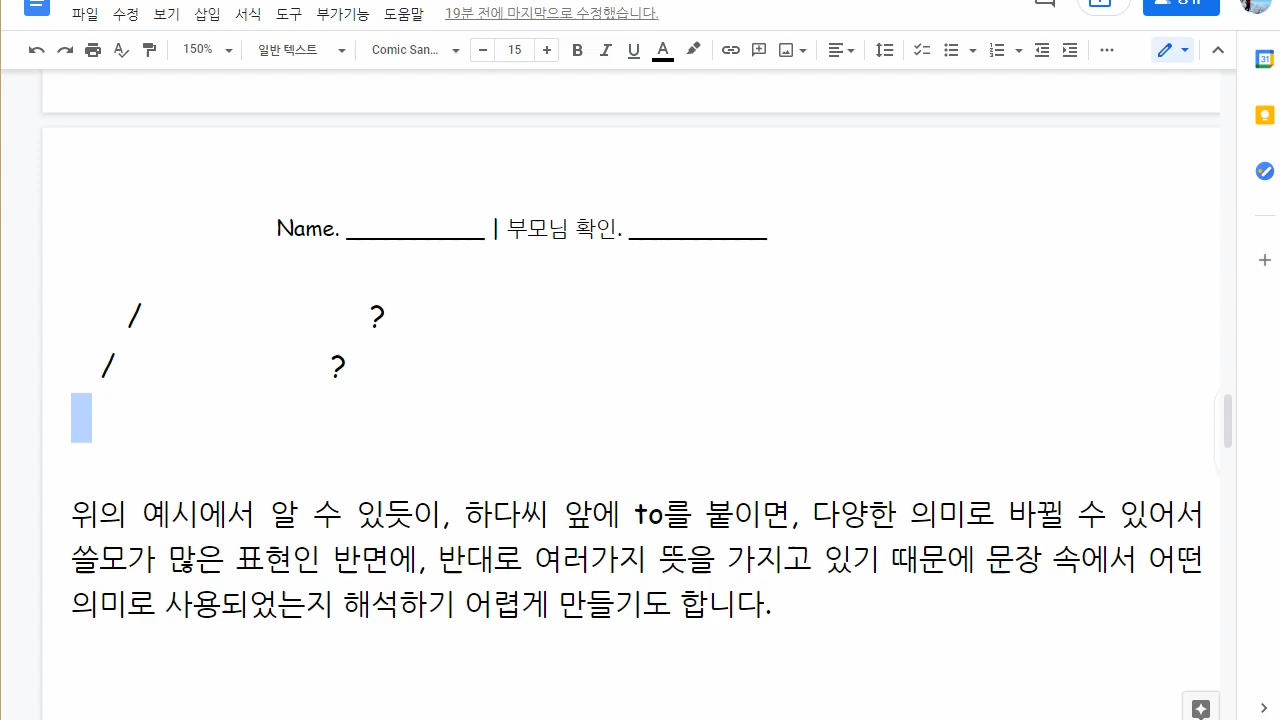 파일 수정 보기 삽입 서식 도구 부가기능 도움말 19분 전에 마지막으로 수정했습니다.
150% 일반 텍스트 Comic San... − 15 + B I U A
31
Name. __________ | 부모님 확인. __________
/ ?
/ ?
위의 예시에서 알 수 있듯이, 하다씨 앞에 to를 붙이면, 다양한 의미로 바뀔 수 있어서
쓸모가 많은 표현인 반면에, 반대로 여러가지 뜻을 가지고 있기 때문에 문장 속에서 어떤
의미로 사용되었는지 해석하기 어렵게 만들기도 합니다.